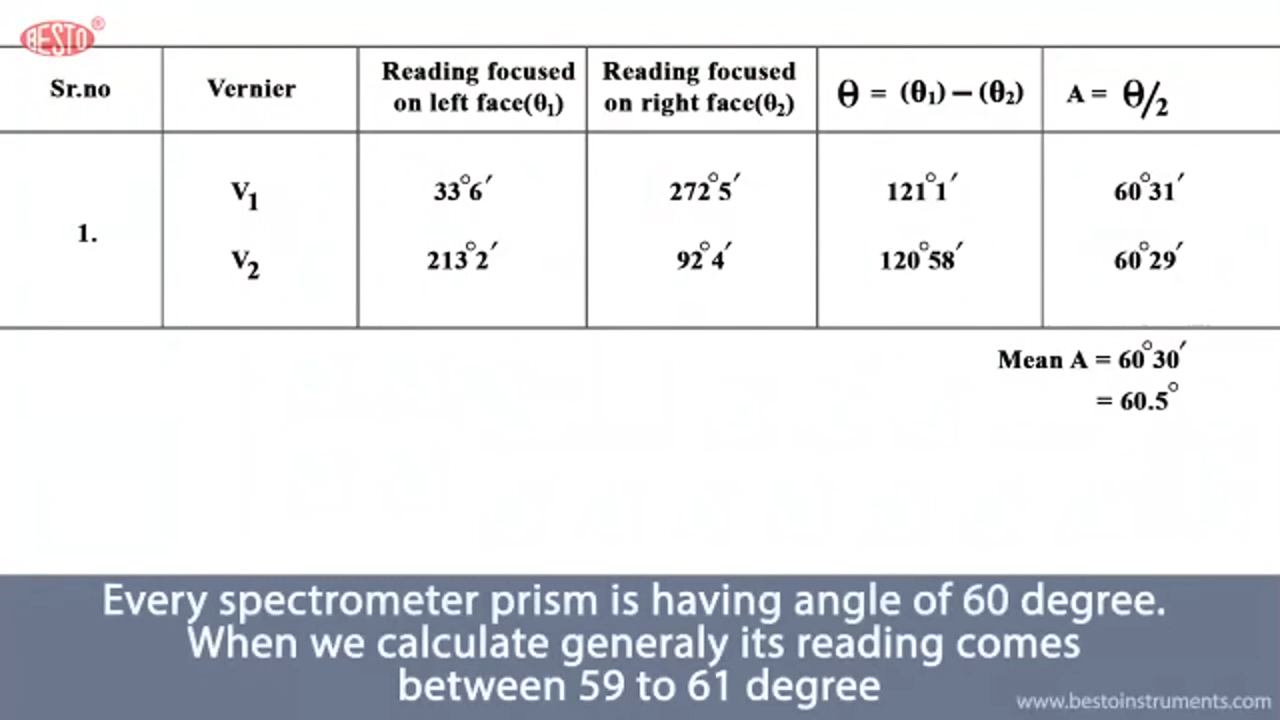 BESTO®
Sr.no Vernier Reading focused on left face(θ₁) Reading focused on right face(θ₂) Θ = (θ₁) – (θ₂) A = Θ/2
1.
V₁ 33°6′ 272°5′ 121°1′ 60°31′
V₂ 213°2′ 92°4′ 120°58′ 60°29′
Mean A = 60°30′
= 60.5°
Every spectrometer prism is having angle of 60 degree.
When we calculate generaly its reading comes
between 59 to 61 degree
www.bestoinstruments.com